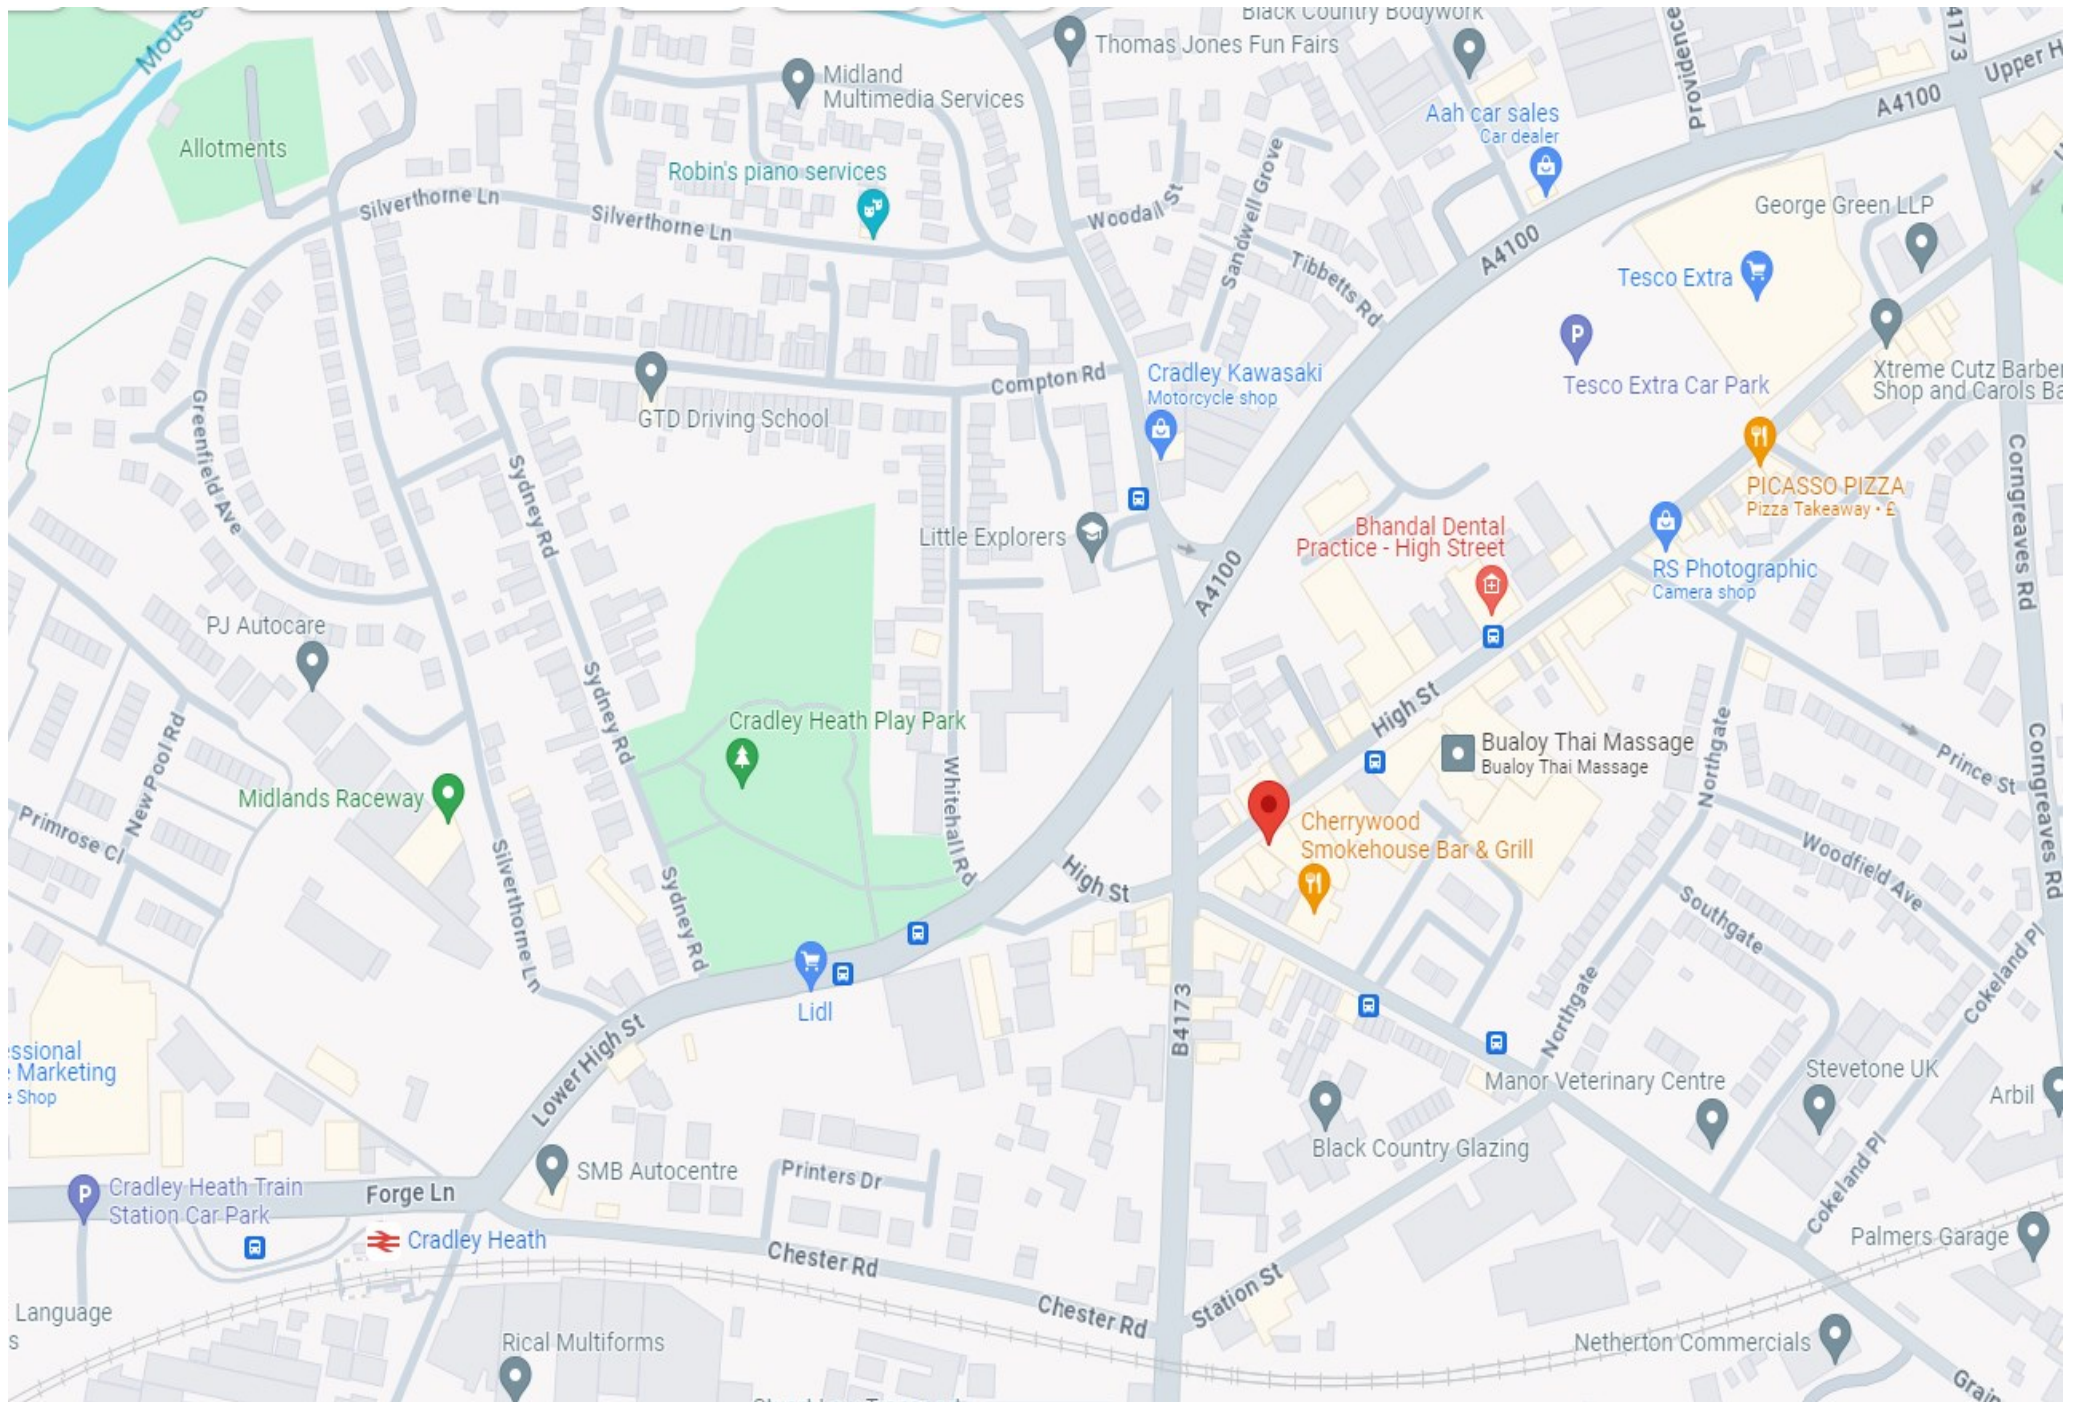 Black Country Bodywork
Thomas Jones Fun Fairs
4173
Providence
Upper H
A4100
Midland
Multimedia Services
Aah car sales
Car dealer
Allotments
Robin's piano services
Silverthorne Ln
Silverthorne Ln
Woodall St
Sandwell Grove
Tibbetts Rd
A4100
George Green LLP
Tesco Extra
P
Tesco Extra Car Park
Xtreme Cutz Barber
Shop and Carols Ba
Compton Rd
Cradley Kawasaki
Motorcycle shop
GTD Driving School
Greenfield Ave
Sydney Rd
Little Explorers
A4100
Bhandal Dental
Practice - High Street
PICASSO PIZZA
Pizza Takeaway • £
RS Photographic
Camera shop
Corngreaves Rd
PJ Autocare
Sydney Rd
Cradley Heath Play Park
High St
Bualoy Thai Massage
Bualoy Thai Massage
Northgate
Prince St
Corngreaves Rd
New Pool Rd
Midlands Raceway
Primrose Cl
Whitehall Rd
Cherrywood
Smokehouse Bar & Grill
High St
Woodfield Ave
Southgate
Silverthorne Ln
Sydney Rd
Lidl
B4173
Northgate
Cokeland Pl
Lower High St
essional
e Marketing
e Shop
Manor Veterinary Centre
Stevetone UK
Arbil
Black Country Glazing
SMB Autocentre
Printers Dr
P
Cradley Heath Train
Station Car Park
Forge Ln
Cradley Heath
Chester Rd
Chester Rd
Station St
Cokeland Pl
Palmers Garage
Language
s
Rical Multiforms
Netherton Commercials
Grain